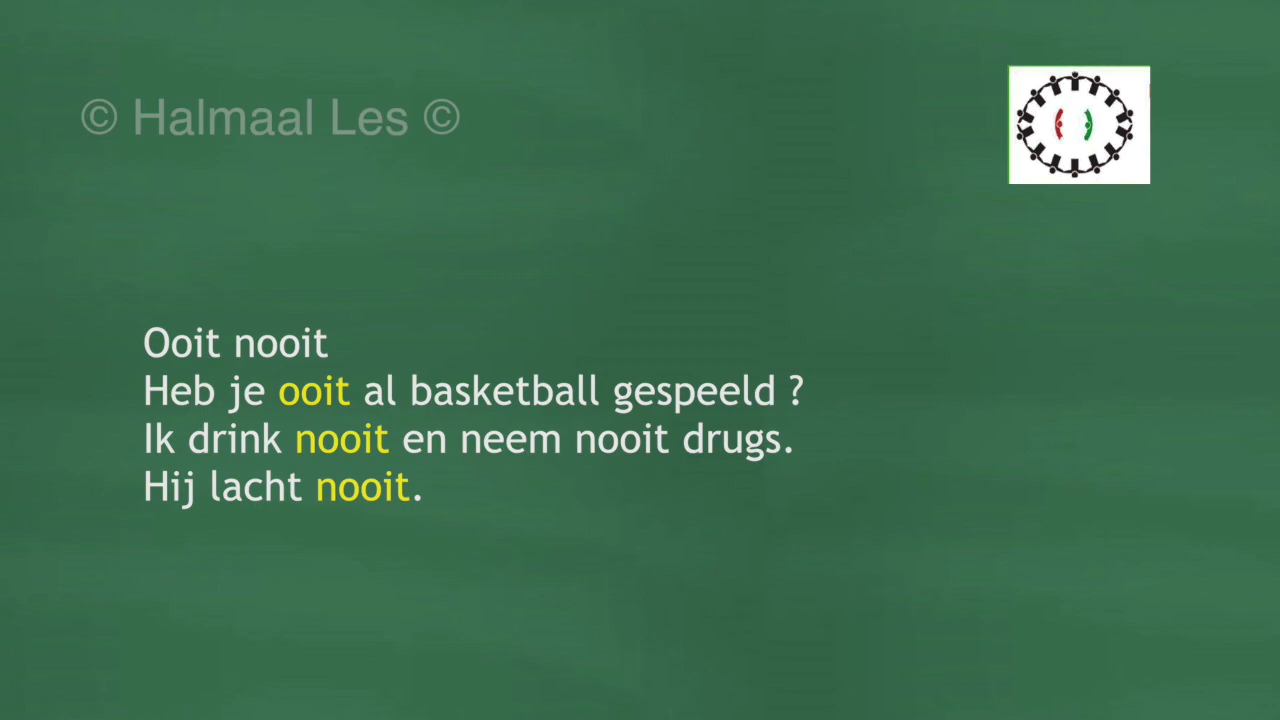 © Halmaal Les ©
Ooit nooit
Heb je ooit al basketball gespeeld ?
Ik drink nooit en neem nooit drugs.
Hij lacht nooit.